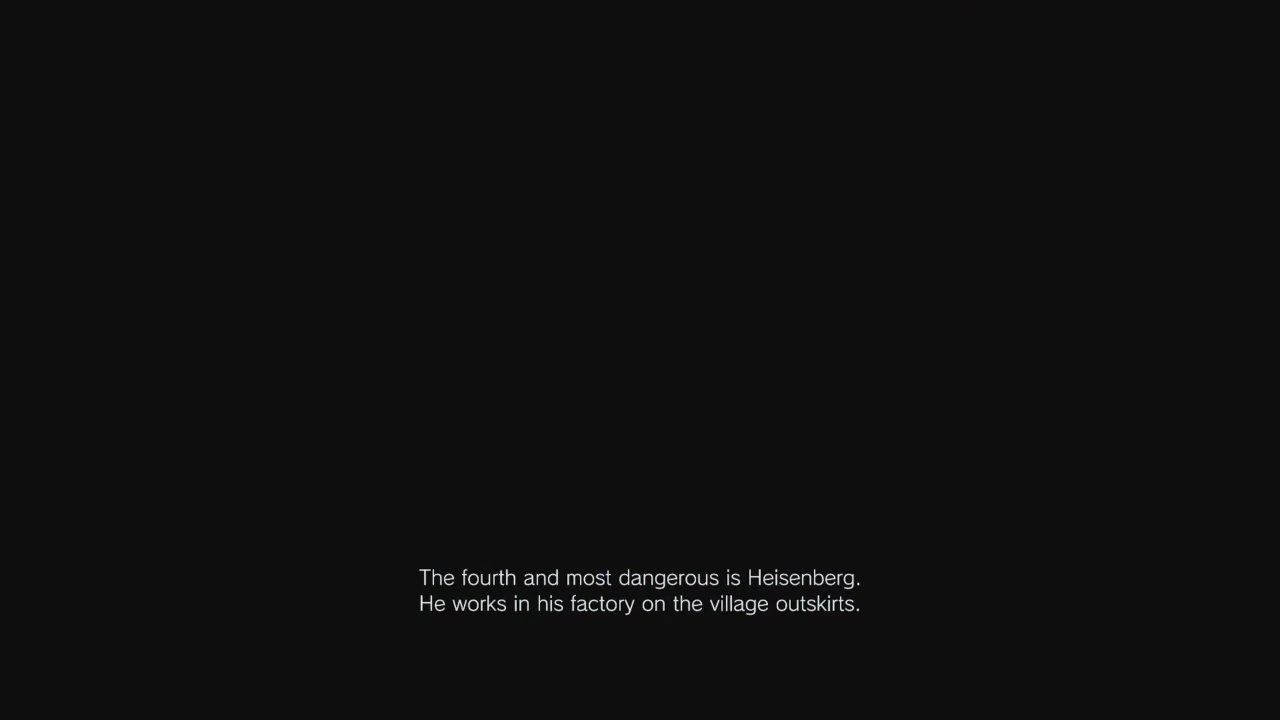 The fourth and most dangerous is Heisenberg.
He works in his factory on the village outskirts.